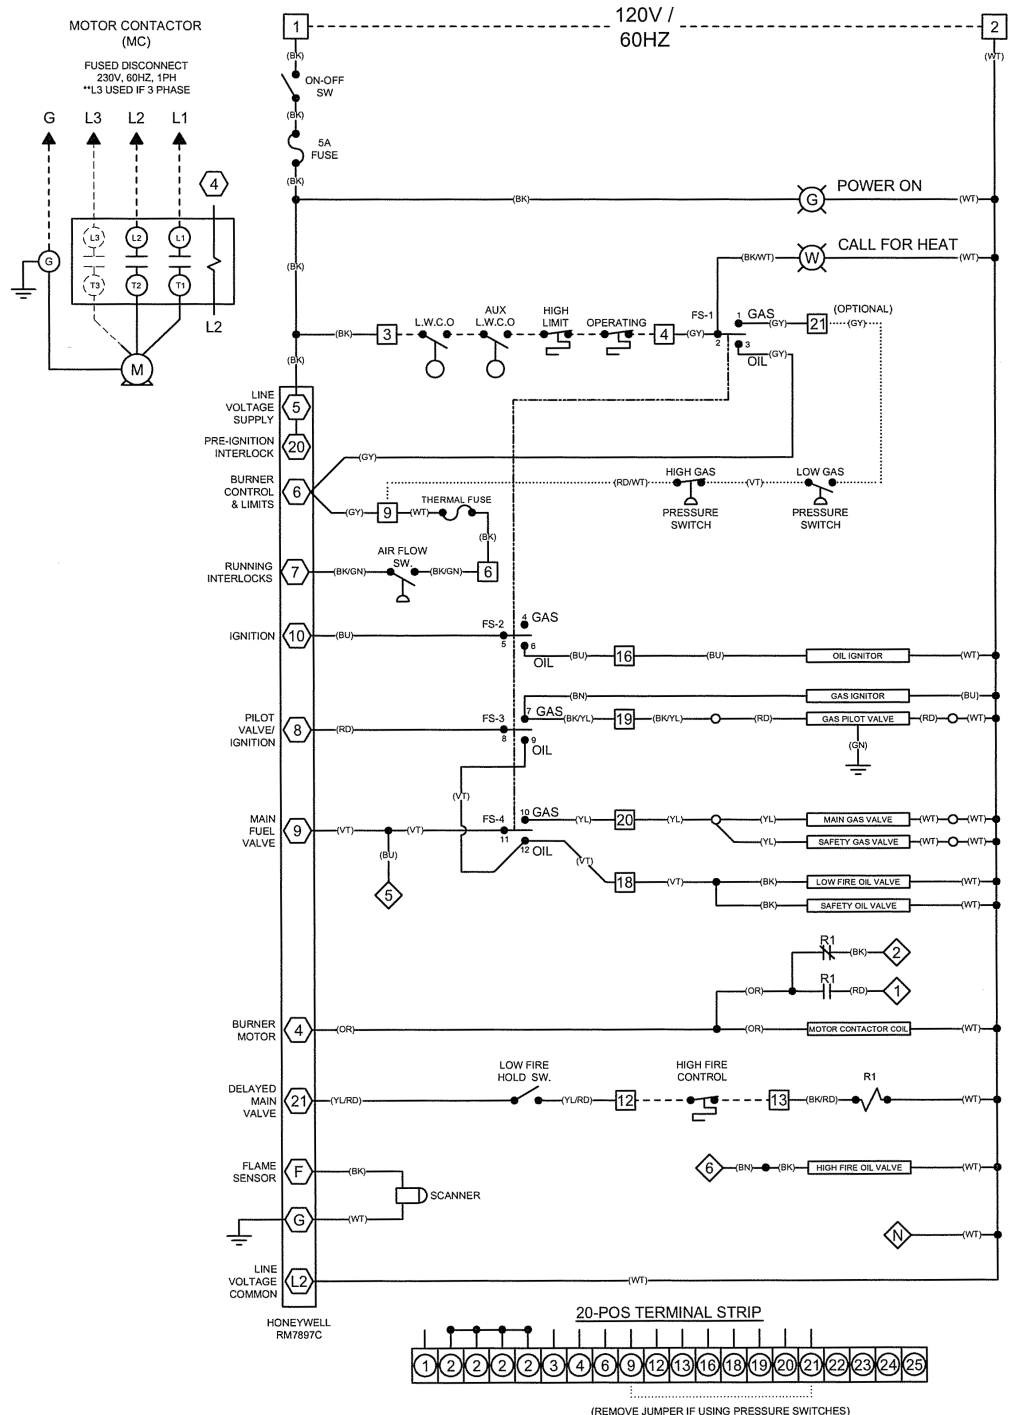 MOTOR CONTACTOR
(MC)
FUSED DISCONNECT
230V, 60HZ, 1PH
**L3 USED IF 3 PHASE
G L3 L2 L1
4
L3 L2 L1
G
T3 T2 T1
L2
M
1
120V /
60HZ
2
(BK)
(WT)
ON-OFF
SW
(BK)
5A
FUSE
(BK)
(BK) G POWER ON (WT)
(BK)
(BK/WT) W CALL FOR HEAT (WT)
(BK) 3 L.W.C.O
AUX
L.W.C.O
HIGH
LIMIT
OPERATING 4 (GY)
FS-1
1 GAS (GY) 21 (OPTIONAL) (GY)
2
3
OIL (GY)
(BK)
LINE
VOLTAGE
SUPPLY
5
PRE-IGNITION
INTERLOCK
20
(GY)
BURNER
CONTROL
& LIMITS
6
(RD/WT)
HIGH GAS
PRESSURE
SWITCH
(VT)
LOW GAS
PRESSURE
SWITCH
(GY) 9 (WT) THERMAL FUSE
(BK)
RUNNING
INTERLOCKS
7
(BK/GN)
AIR FLOW
SW.
(BK/GN) 6
IGNITION 10 (BU)
FS-2
5
4 GAS
6
OIL (BU) 16 (BU) OIL IGNITOR (WT)
(BN) GAS IGNITOR (BU)
PILOT
VALVE/
IGNITION
8 (RD)
FS-3
8
7 GAS (BK/YL) 19 (BK/YL) (RD) GAS PILOT VALVE (RD) (WT)
(GN)
9
OIL
(VT)
MAIN
FUEL
VALVE
9 (VT) (VT)
FS-4
11
10 GAS (YL) 20 (YL) (YL) MAIN GAS VALVE (WT) (WT)
(YL) SAFETY GAS VALVE (WT) (WT)
12 OIL
(VT)
(BU)
5
18 (VT) (BK) LOW FIRE OIL VALVE (WT)
(BK) SAFETY OIL VALVE (WT)
R1
(BK) 2
R1
(OR) (RD) 1
BURNER
MOTOR
4 (OR) (OR) MOTOR CONTACTOR COIL (WT)
DELAYED
MAIN
VALVE
21 (YL/RD)
LOW FIRE
HOLD SW.
(YL/RD) 12
HIGH FIRE
CONTROL
13 (BK/RD) R1 (WT)
FLAME
SENSOR
F (BK)
6 (BN) (BK) HIGH FIRE OIL VALVE (WT)
SCANNER
G (WT)
N (WT)
LINE
VOLTAGE
COMMON
L2 (WT)
HONEYWELL
RM7897C
20-POS TERMINAL STRIP
1 2 2 2 2 3 4 6 9 12 13 16 18 19 20 21 22 23 24 25
(REMOVE JUMPER IF USING PRESSURE SWITCHES)